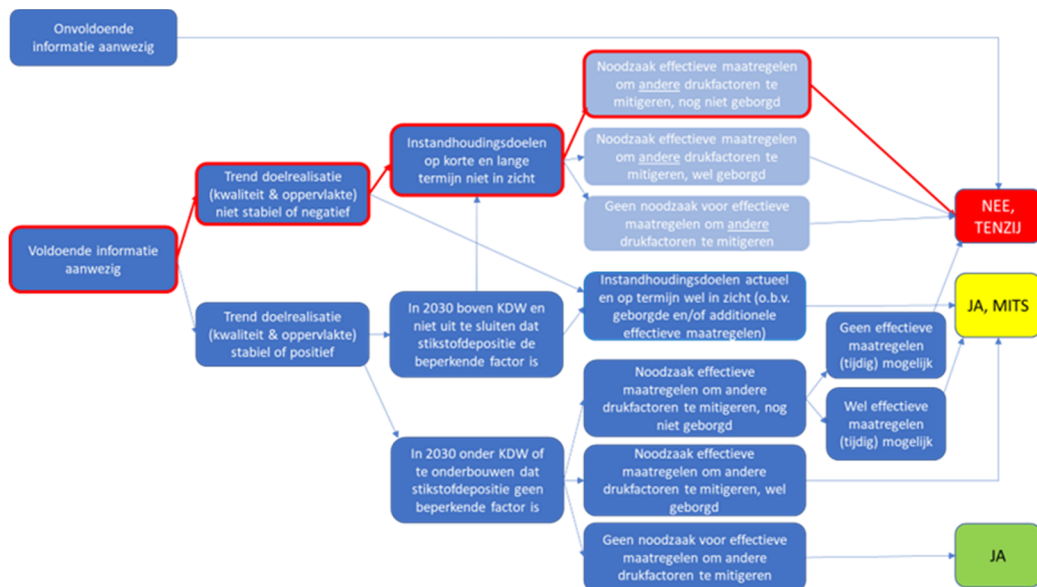 Onvoldoende
informatie aanwezig
Noodzaak effectieve maatregelen
om andere drukfactoren te
mitigeren, nog niet geborgd
Instandhoudingsdoelen
op korte en lange
termijn niet in zicht
Noodzaak effectieve maatregelen
om andere drukfactoren te
mitigeren, wel geborgd
Trend doelrealisatie
(kwaliteit & oppervlakte)
niet stabiel of negatief
Geen noodzaak voor effectieve
maatregelen om andere
drukfactoren te mitigeren
NEE,
TENZIJ
Voldoende informatie
aanwezig
Trend doelrealisatie
(kwaliteit & oppervlakte)
stabiel of positief
In 2030 boven KDW en
niet uit te sluiten dat
stikstofdepositie de
beperkende factor is
Instandhoudingsdoelen actueel
en op termijn wel in zicht (o.b.v.
geborgde en/of additionele
effectieve maatregelen)
JA, MITS
Geen effectieve
maatregelen
(tijdig) mogelijk
Noodzaak effectieve
maatregelen om andere
drukfactoren te mitigeren, nog
niet geborgd
Wel effectieve
maatregelen
(tijdig) mogelijk
In 2030 onder KDW of
te onderbouwen dat
stikstofdepositie geen
beperkende factor is
Noodzaak effectieve
maatregelen om andere
drukfactoren te mitigeren, wel
geborgd
Geen noodzaak voor effectieve
maatregelen om andere
drukfactoren te mitigeren
JA